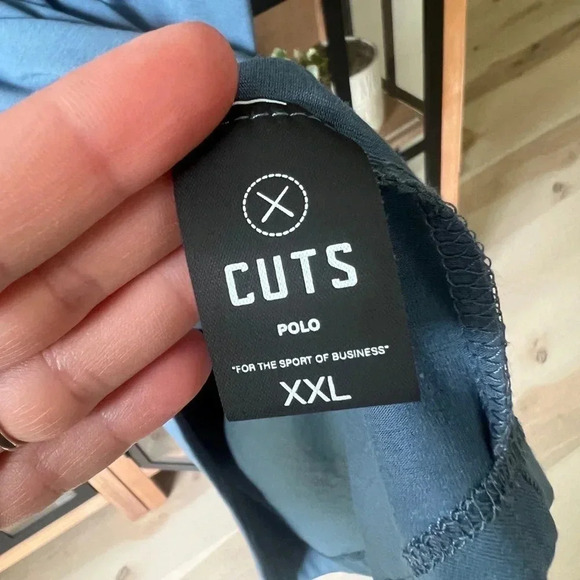 CUTS
POLO
"FOR THE SPORT OF BUSINESS"
XXL